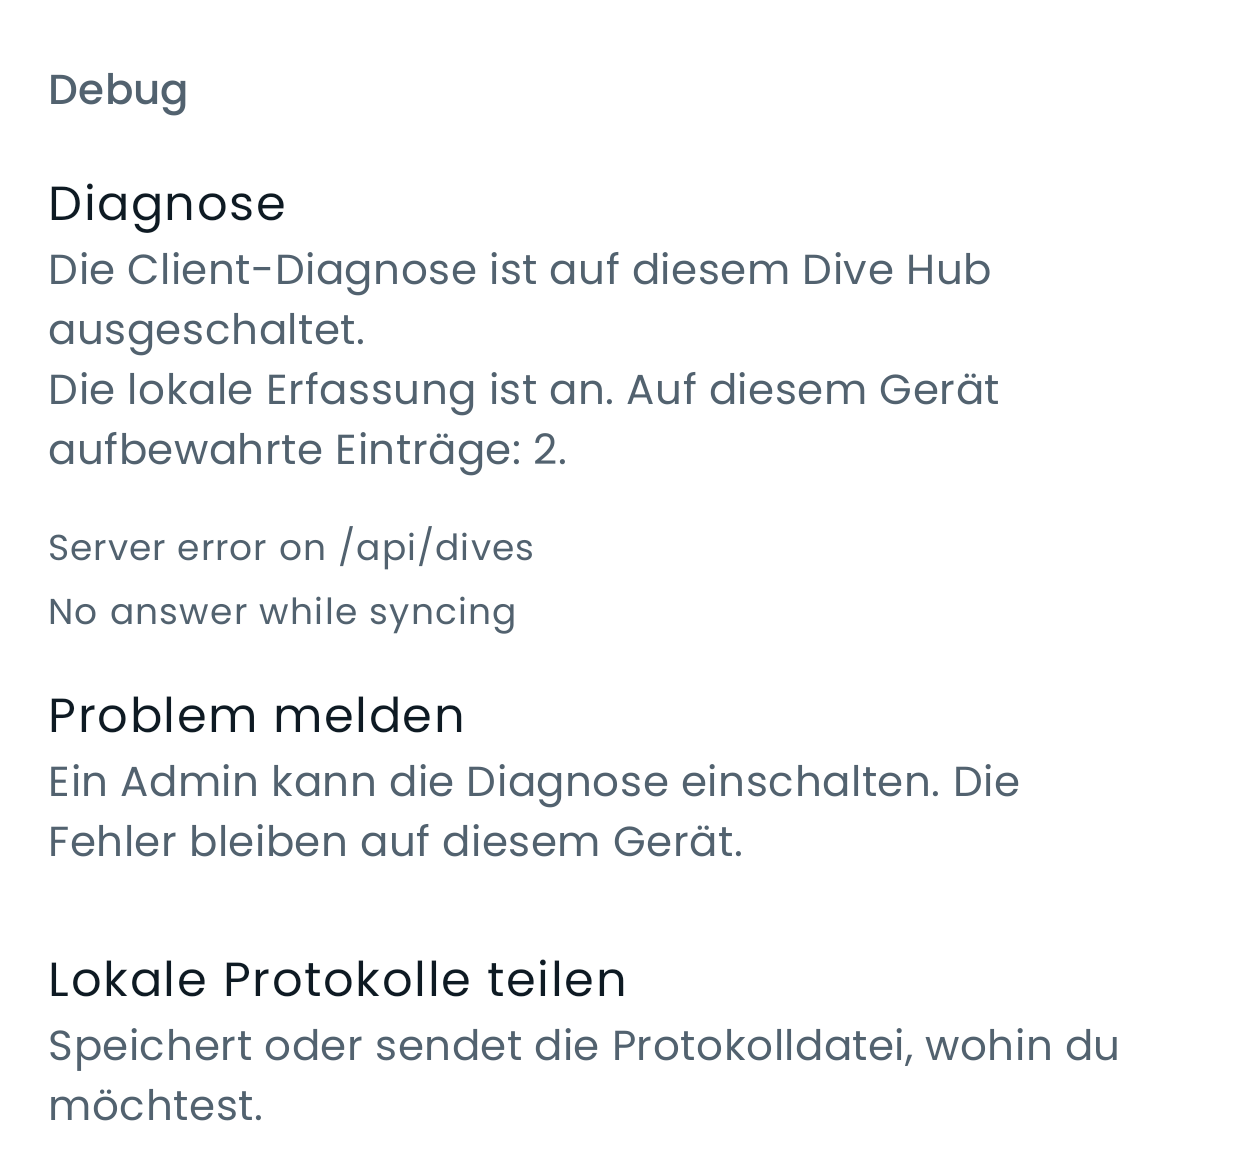 Debug
Diagnose
Die Client-Diagnose ist auf diesem Dive Hub
ausgeschaltet.
Die lokale Erfassung ist an. Auf diesem Gerät
aufbewahrte Einträge: 2.
Server error on /api/dives
No answer while syncing
Problem melden
Ein Admin kann die Diagnose einschalten. Die
Fehler bleiben auf diesem Gerät.
Lokale Protokolle teilen
Speichert oder sendet die Protokolldatei, wohin du
möchtest.